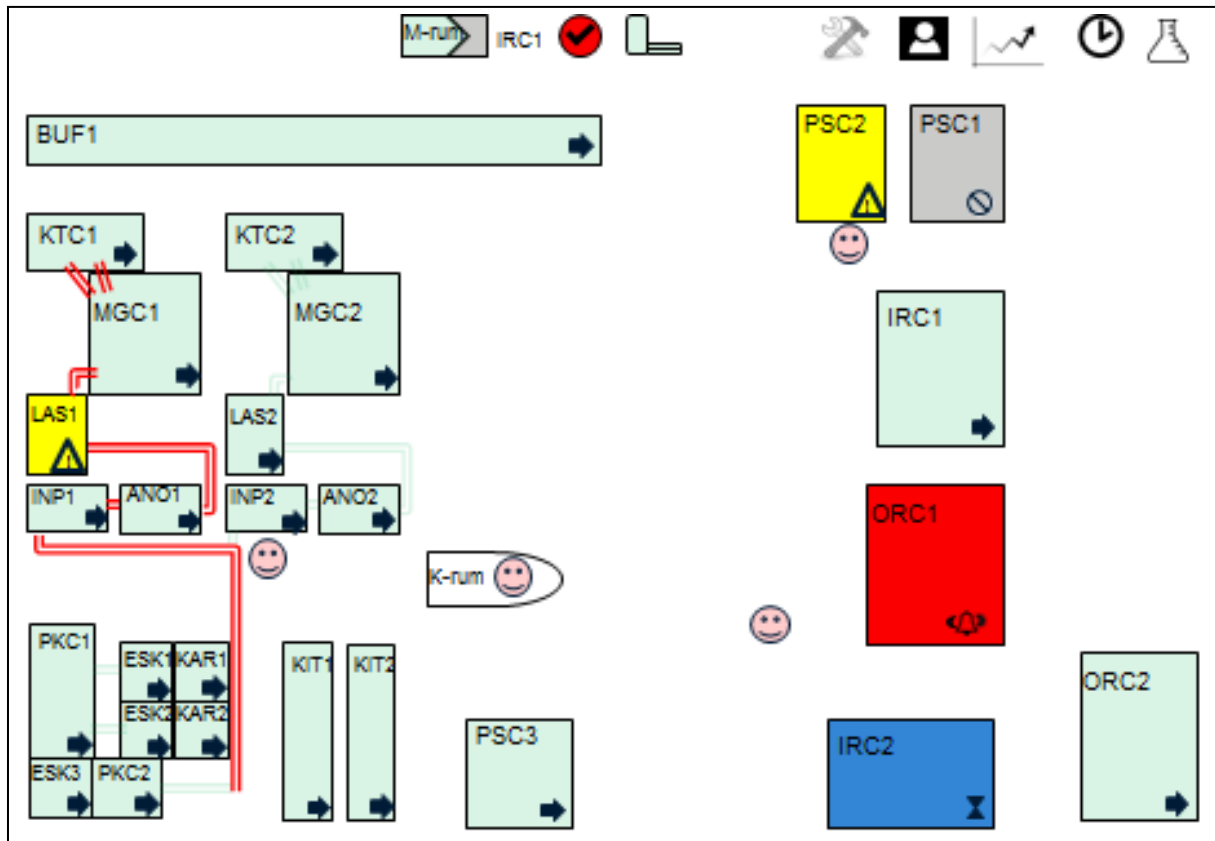 M-rum IRC1
BUF1
PSC2 PSC1
KTC1 KTC2
MGC1 MGC2
IRC1
LAS1 LAS2
INP1 ANO1 INP2 ANO2
ORC1
K-rum
PKC1 ESK1 KAR1 KIT1 KIT2
ORC2
ESK2 KAR2
PSC3 IRC2
ESK3 PKC2